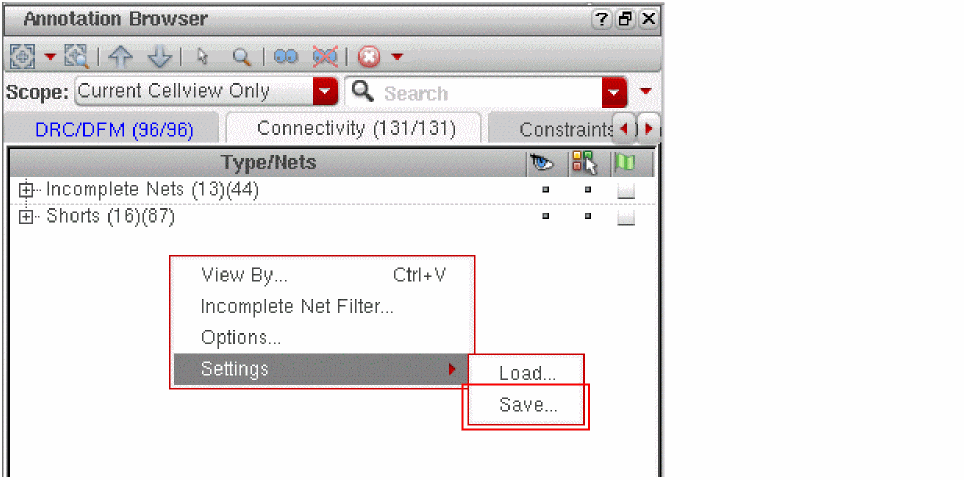 Annotation Browser
Scope: Current Cellview Only Search
DRC/DFM (96/96) Connectivity (131/131) Constraints
Type/Nets
Incomplete Nets (13)(44)
Shorts (16)(87)
View By... Ctrl+V
Incomplete Net Filter...
Options...
Settings
Load...
Save...